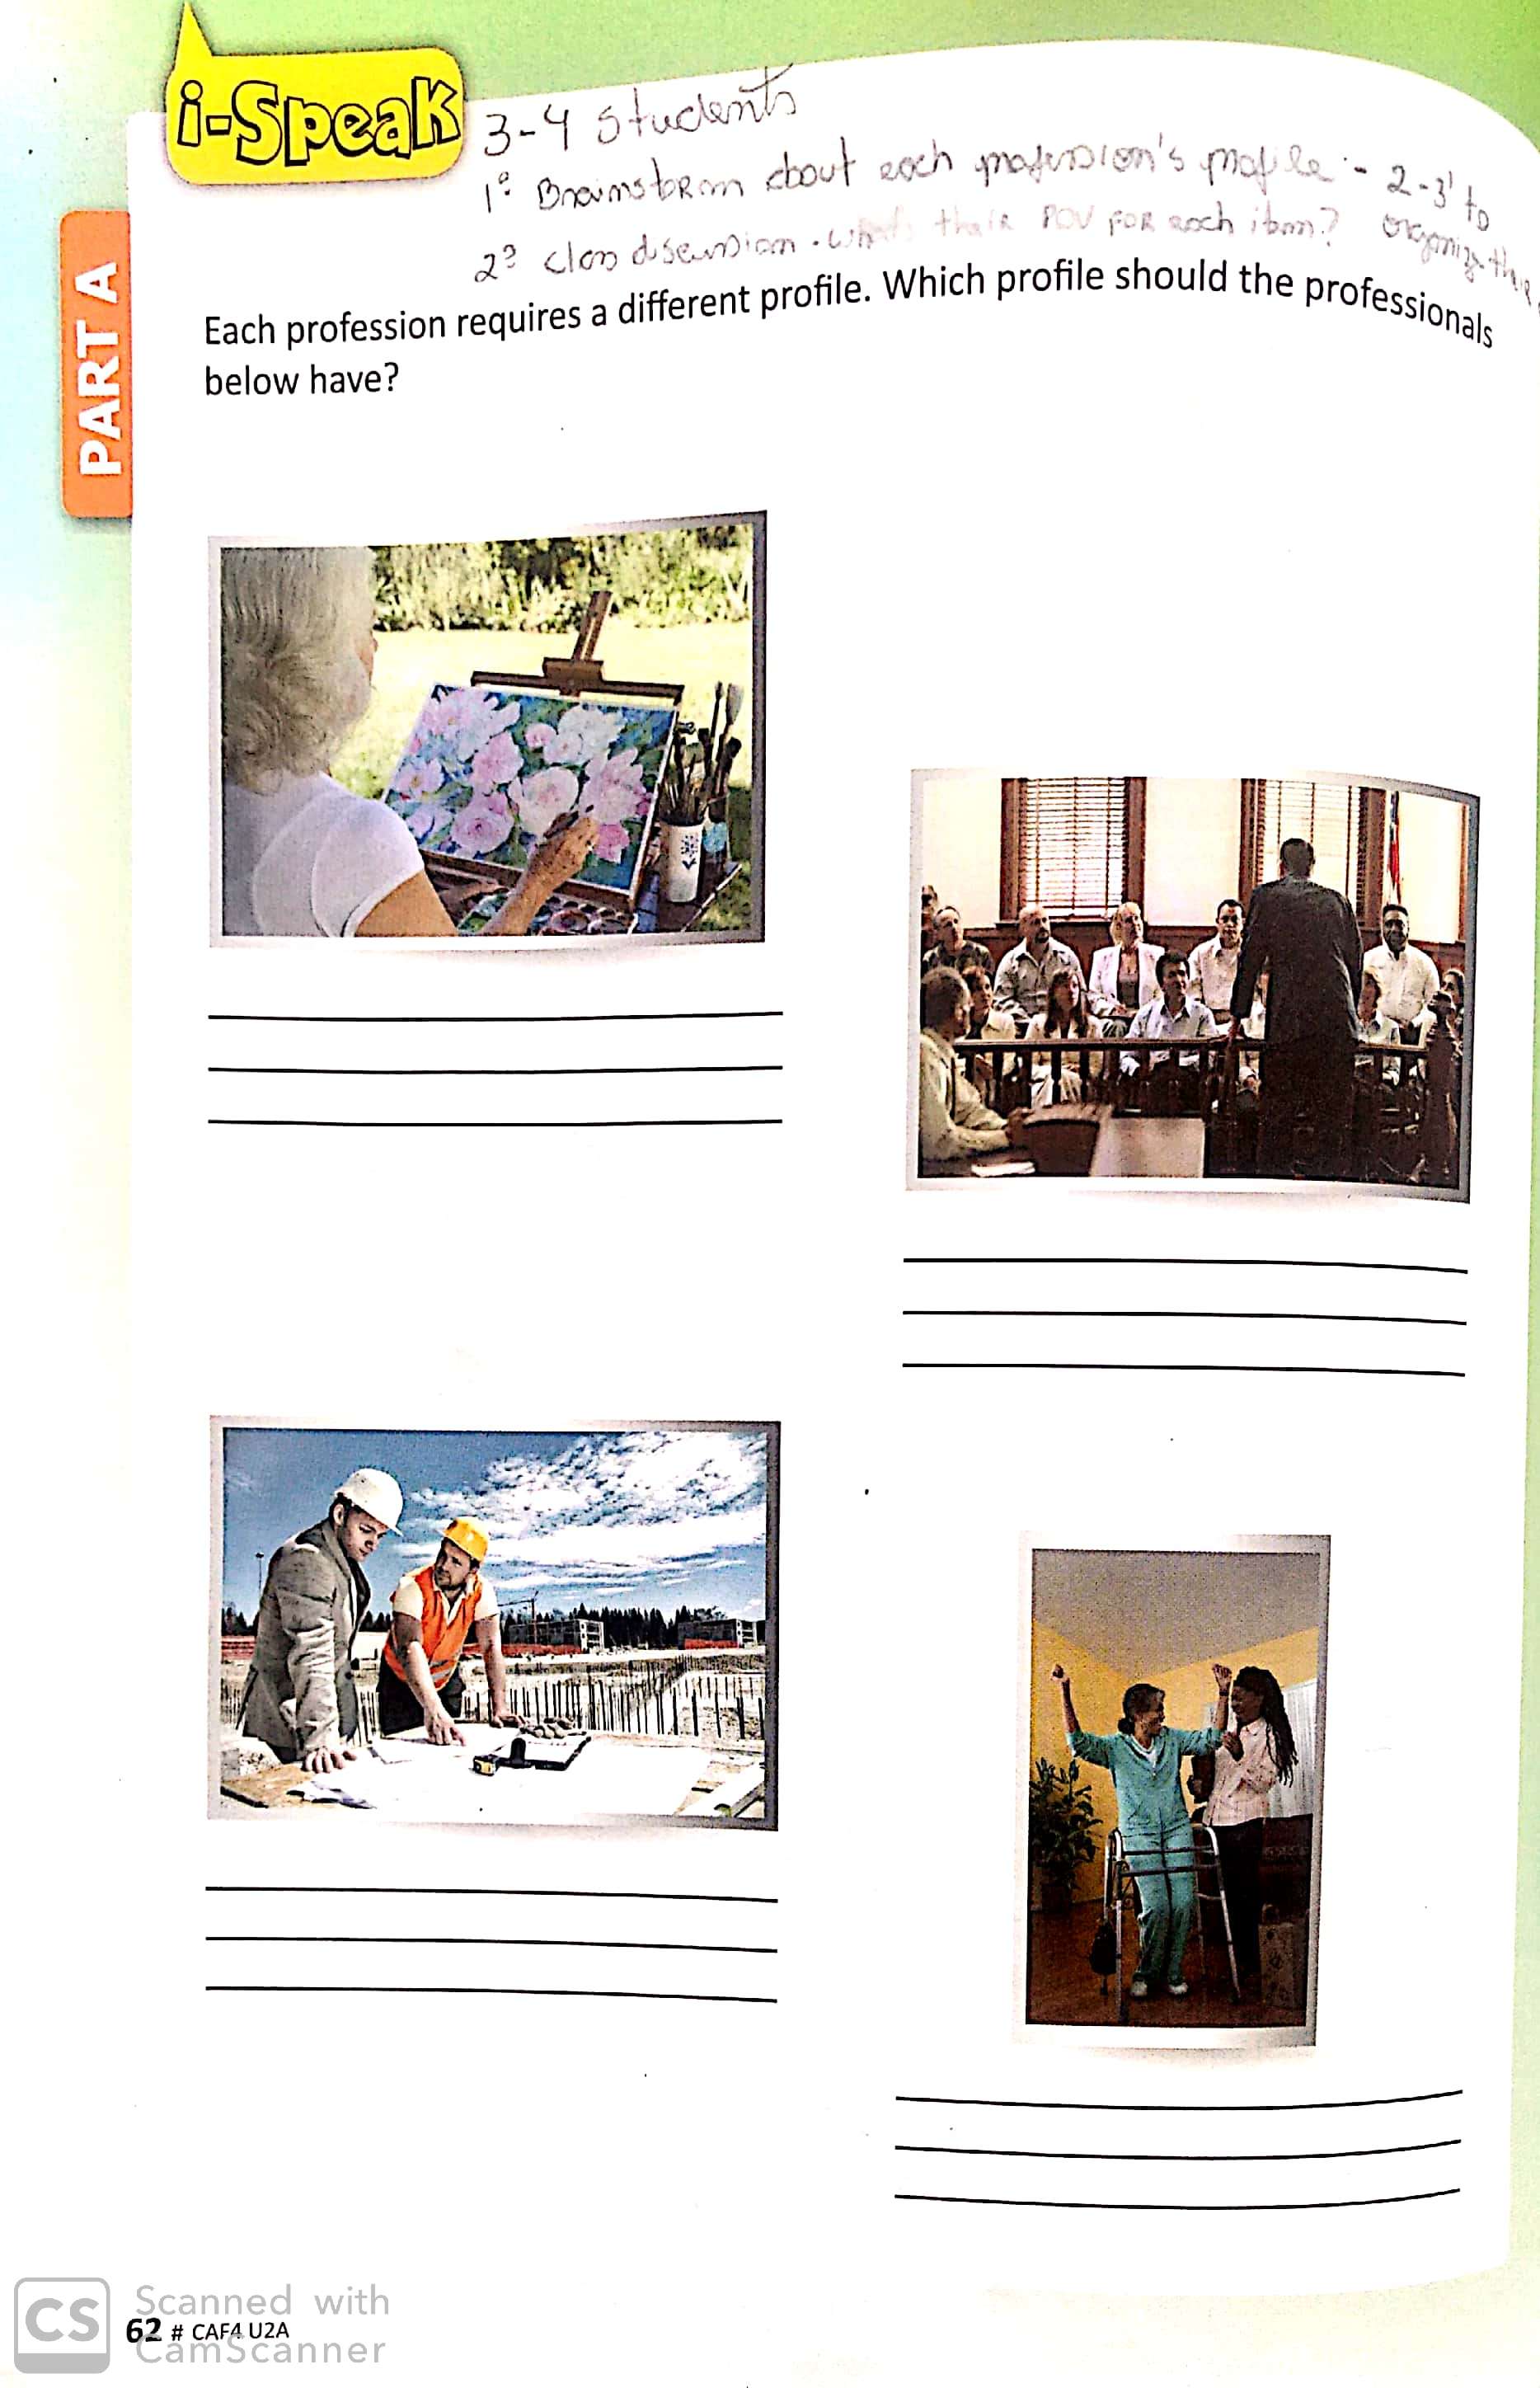 i-Speak
3-4 students
1º Brainstorm about each profession's profile - 2-3' to
organize their
2º class discussion. what's their POV FOR each item?
PART A
Each profession requires a different profile. Which profile should the professionals
below have?
62 # CAF4 U2A
CS Scanned with
CamScanner